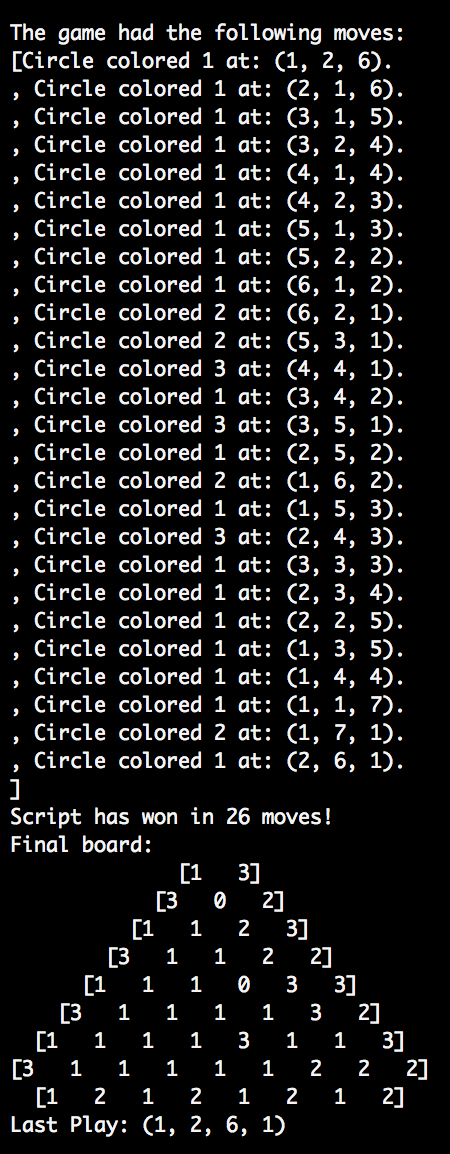 The game had the following moves:
[Circle colored 1 at: (1, 2, 6).
, Circle colored 1 at: (2, 1, 6).
, Circle colored 1 at: (3, 1, 5).
, Circle colored 1 at: (3, 2, 4).
, Circle colored 1 at: (4, 1, 4).
, Circle colored 1 at: (4, 2, 3).
, Circle colored 1 at: (5, 1, 3).
, Circle colored 1 at: (5, 2, 2).
, Circle colored 1 at: (6, 1, 2).
, Circle colored 2 at: (6, 2, 1).
, Circle colored 2 at: (5, 3, 1).
, Circle colored 3 at: (4, 4, 1).
, Circle colored 1 at: (3, 4, 2).
, Circle colored 3 at: (3, 5, 1).
, Circle colored 1 at: (2, 5, 2).
, Circle colored 2 at: (1, 6, 2).
, Circle colored 1 at: (1, 5, 3).
, Circle colored 3 at: (2, 4, 3).
, Circle colored 1 at: (3, 3, 3).
, Circle colored 1 at: (2, 3, 4).
, Circle colored 1 at: (2, 2, 5).
, Circle colored 1 at: (1, 3, 5).
, Circle colored 1 at: (1, 4, 4).
, Circle colored 1 at: (1, 1, 7).
, Circle colored 2 at: (1, 7, 1).
, Circle colored 1 at: (2, 6, 1).
]
Script has won in 26 moves!
Final board:
[1 3]
[3 0 2]
[1 1 2 3]
[3 1 1 2 2]
[1 1 1 0 3 3]
[3 1 1 1 1 3 2]
[1 1 1 1 3 1 1 3]
[3 1 1 1 1 1 2 2 2]
[1 2 1 2 1 2 1 2]
Last Play: (1, 2, 6, 1)